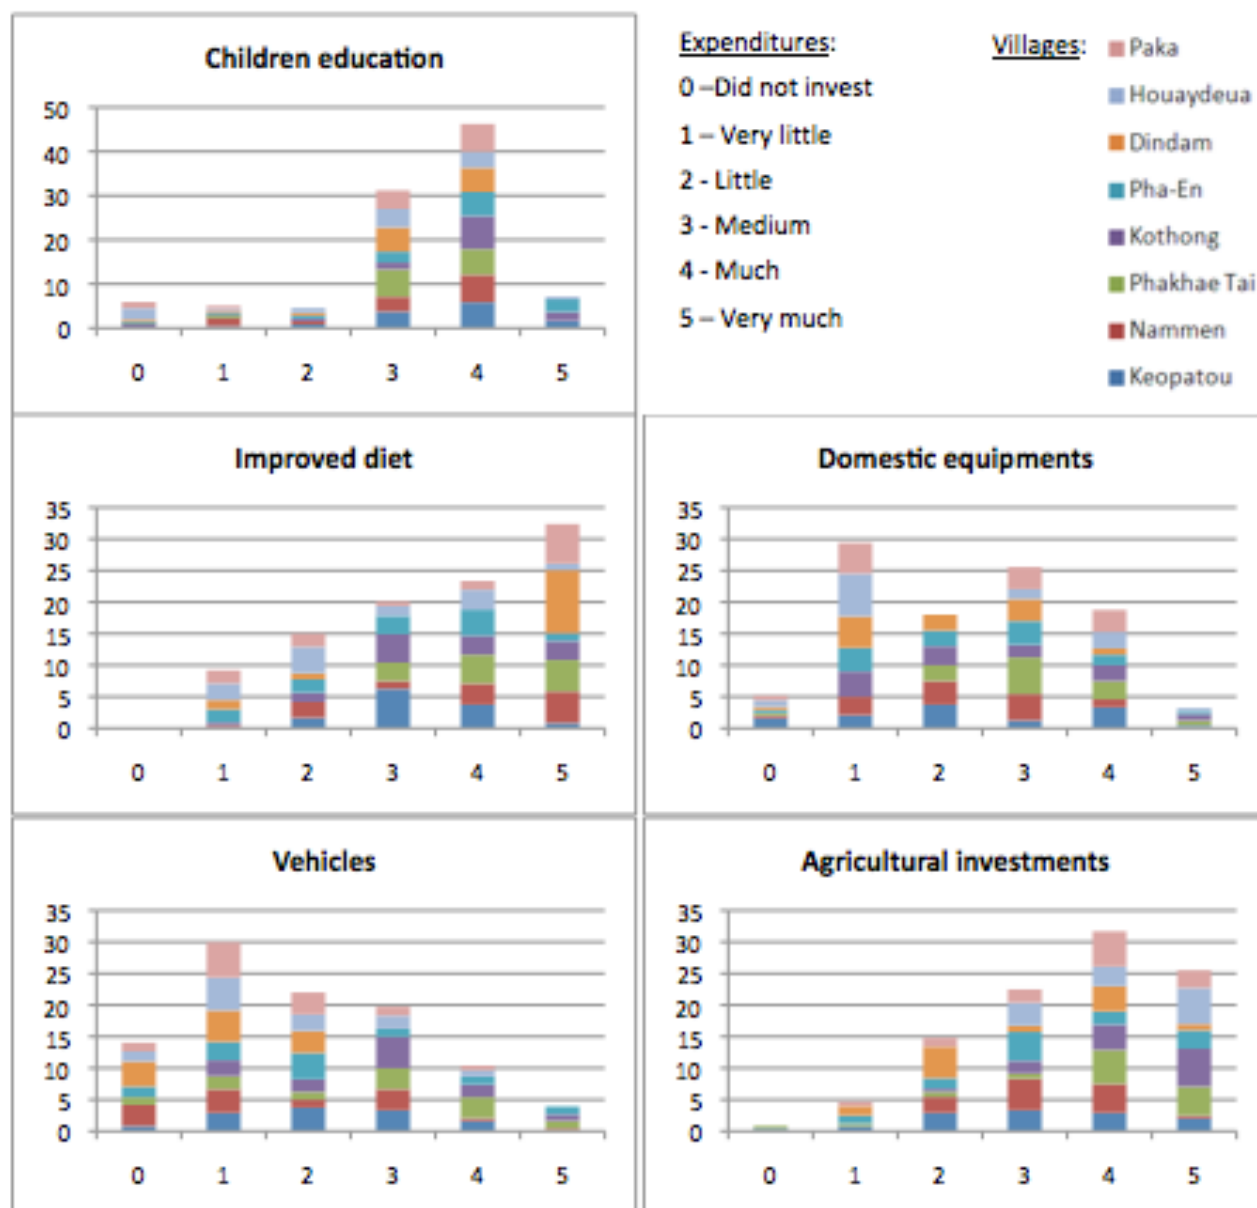 Children education
50
40
30
20
10
0
0 1 2 3 4 5
Expenditures:
0 –Did not invest
1 – Very little
2 - Little
3 - Medium
4 - Much
5 – Very much
Villages:
Paka
Houaydeua
Dindam
Pha-En
Kothong
Phakhae Tai
Nammen
Keopatou
Improved diet
35
30
25
20
15
10
5
0
0 1 2 3 4 5
Domestic equipments
35
30
25
20
15
10
5
0
0 1 2 3 4 5
Vehicles
35
30
25
20
15
10
5
0
0 1 2 3 4 5
Agricultural investments
35
30
25
20
15
10
5
0
0 1 2 3 4 5